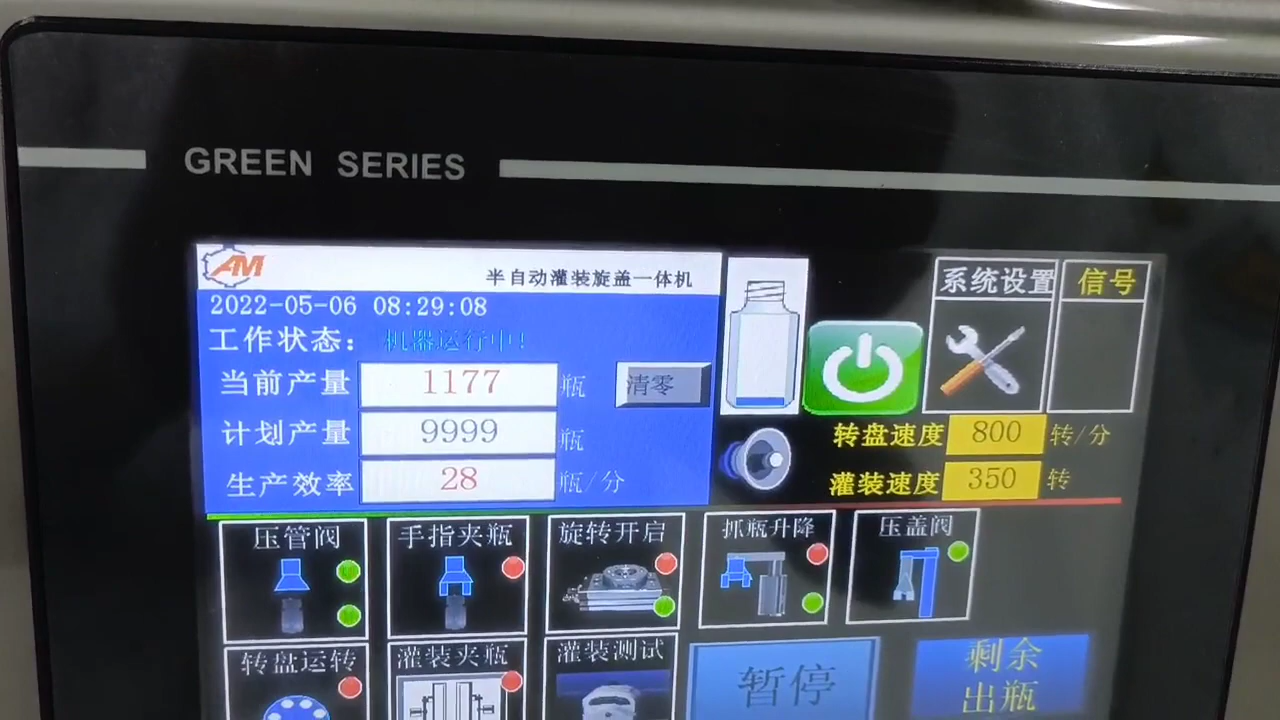 GREEN SERIES
AM
半自动灌装旋盖一体机
2022-05-06 08:29:08
工作状态： 机器运行中！
当前产量 1177 瓶 清零
计划产量 9999 瓶
生产效率 28 瓶/分
系统设置
信号
转盘速度 800 转/分
灌装速度 350 转
压管阀
手指夹瓶
旋转开启
抓瓶升降
压盖阀
转盘运转
灌装夹瓶
灌装测试
暂停
剩余
出瓶